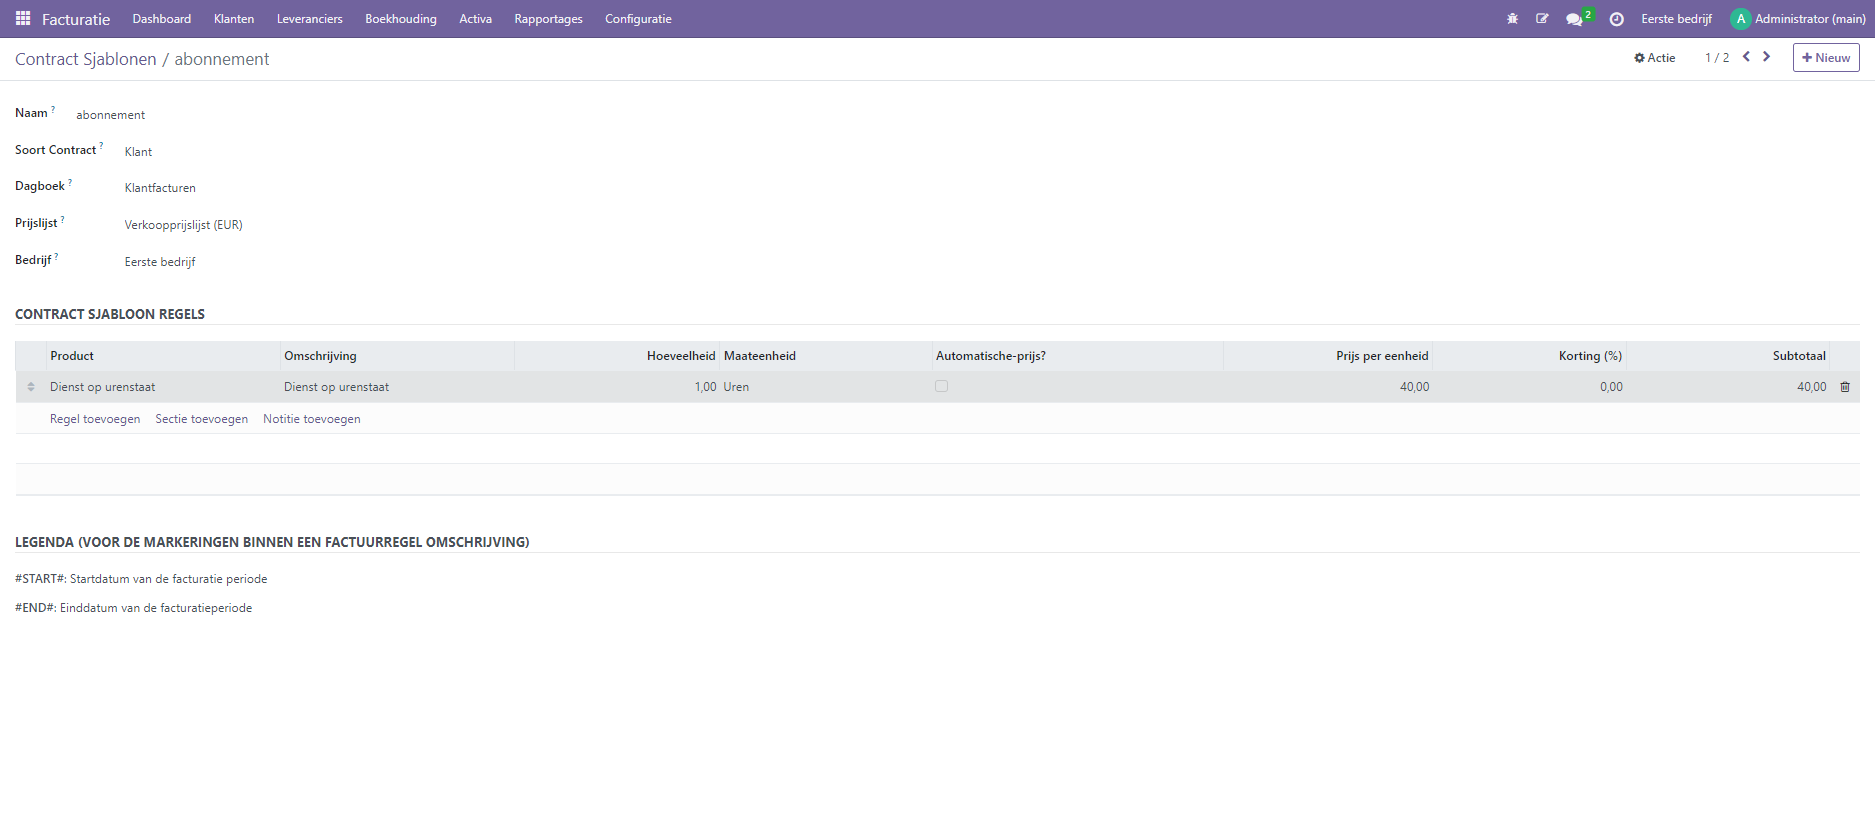 Facturatie Dashboard Klanten Leveranciers Boekhouding Activa Rapportages Configuratie 2 Eerste bedrijf A Administrator (main)
Contract Sjablonen / abonnement Actie 1 / 2 Nieuw
Naam ? abonnement
Soort Contract ? Klant
Dagboek ? Klantfacturen
Prijslijst ? Verkoopprijslijst (EUR)
Bedrijf ? Eerste bedrijf
CONTRACT SJABLOON REGELS
Product Omschrijving Hoeveelheid Maateenheid Automatische-prijs? Prijs per eenheid Korting (%) Subtotaal
Dienst op urenstaat Dienst op urenstaat 1,00 Uren 40,00 0,00 40,00
Regel toevoegen Sectie toevoegen Notitie toevoegen
LEGENDA (VOOR DE MARKERINGEN BINNEN EEN FACTUURREGEL OMSCHRIJVING)
#START#: Startdatum van de facturatie periode
#END#: Einddatum van de facturatieperiode